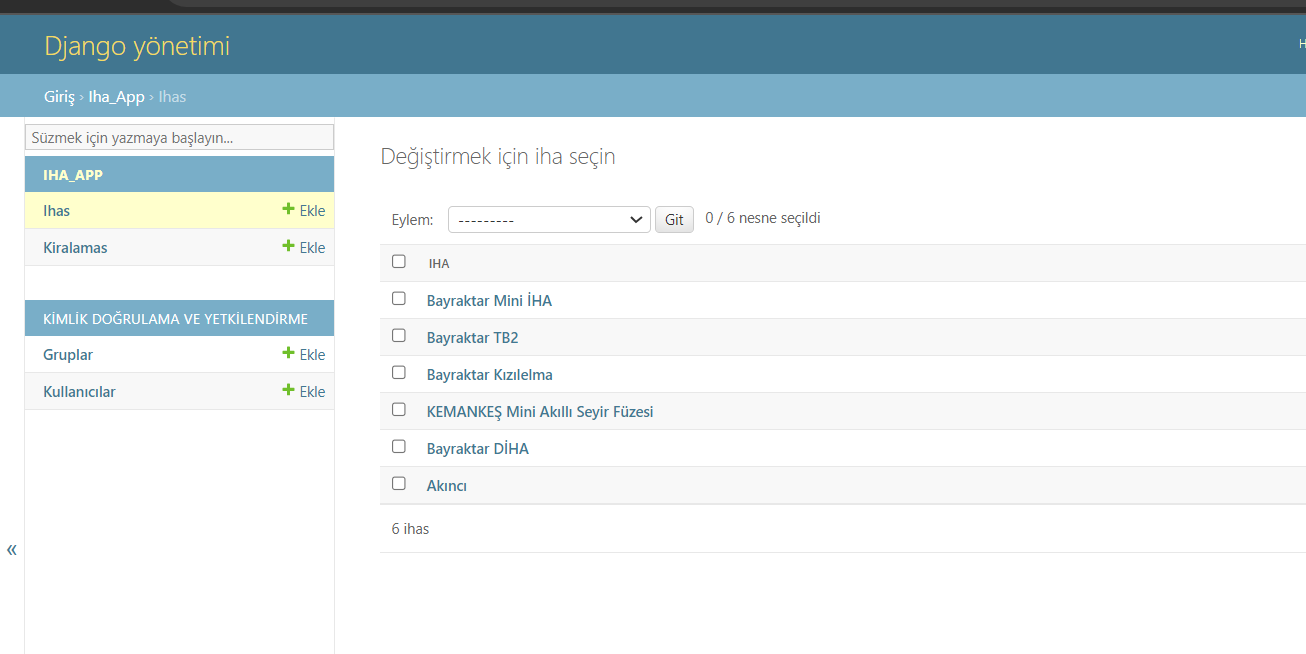 Django yönetimi
H
Giriş › Iha_App › Ihas
Süzmek için yazmaya başlayın...
IHA_APP
Ihas + Ekle
Kiralamas + Ekle
KİMLİK DOĞRULAMA VE YETKİLENDİRME
Gruplar + Ekle
Kullanıcılar + Ekle
«
Değiştirmek için iha seçin
Eylem: --------- Git 0 / 6 nesne seçildi
IHA
Bayraktar Mini İHA
Bayraktar TB2
Bayraktar Kızılelma
KEMANKEŞ Mini Akıllı Seyir Füzesi
Bayraktar DİHA
Akıncı
6 ihas